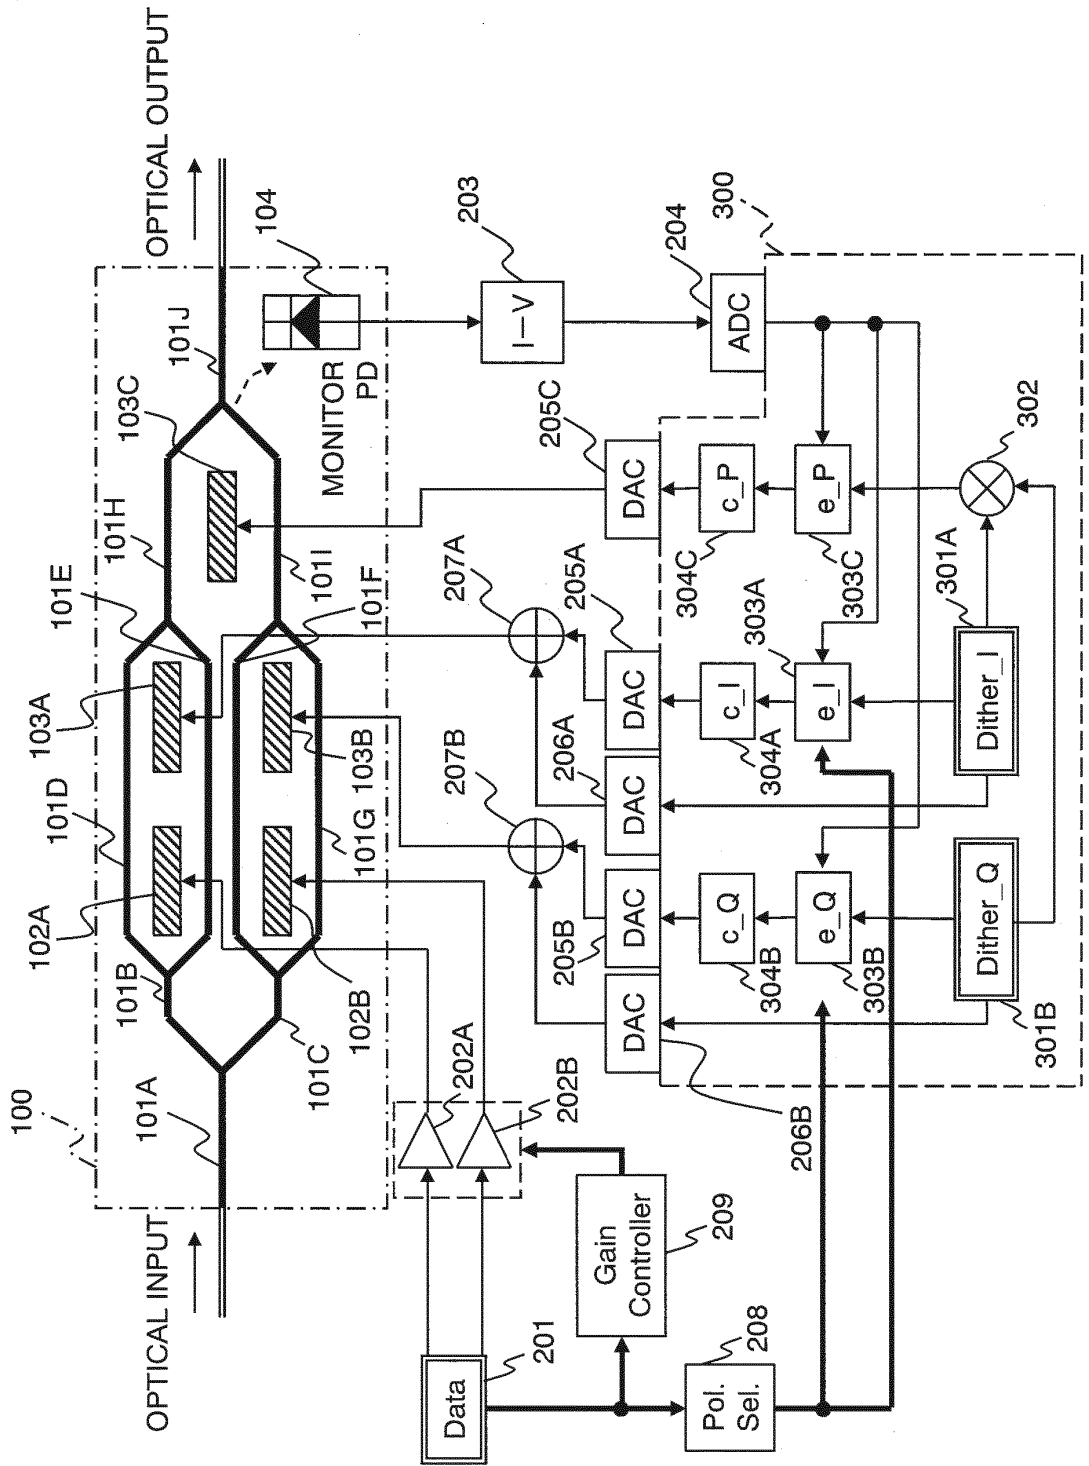 100
OPTICAL INPUT
OPTICAL OUTPUT
101A
101B
101C
101D
101E
101F
101G
101H
101I
101J
102A
102B
103A
103B
103C
104
MONITOR
PD
Data
201
202A
202B
I-V
203
ADC
204
Gain
Controller
209
Pol.
Sel.
208
207A
207B
DAC
206B
DAC
205B
DAC
206A
DAC
205A
DAC
205C
300
c_Q
304B
c_I
304A
c_P
304C
e_Q
303B
e_I
303A
e_P
303C
Dither_Q
301B
Dither_I
301A
302